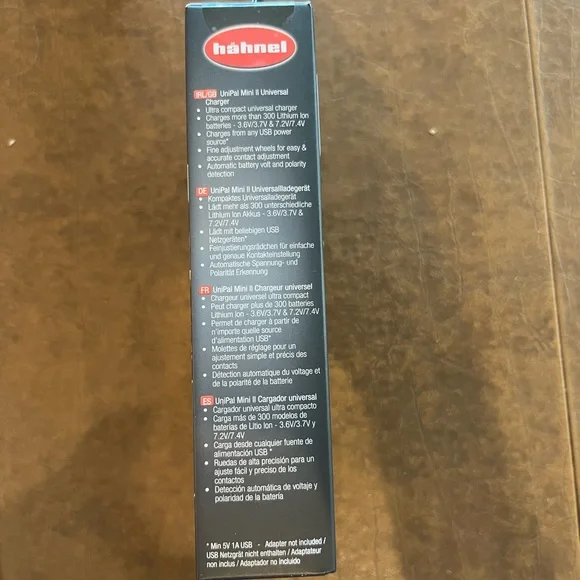 hähnel
IRL/GB UniPal Mini II Universal
Charger
• Ultra compact universal charger
• Charges more than 300 Lithium Ion
batteries - 3.6V/3.7V & 7.2V/7.4V
• Charges from any USB power
source*
• Fine adjustment wheels for easy &
accurate contact adjustment
• Automatic battery volt and polarity
detection
DE UniPal Mini II Universalladegerät
• Kompaktes Universalladegerät
• Lädt mehr als 300 unterschiedliche
Lithium Ion Akkus - 3.6V/3.7V &
7.2V/7.4V
• Lädt mit beliebigen USB
Netzgeräten*
• Feinjustierungsrädchen für einfache
und genaue Kontakteinstellung
• Automatische Spannung- und
Polarität Erkennung
FR UniPal Mini II Chargeur universel
• Chargeur universel ultra compact
• Peut charger plus de 300 batteries
Lithium Ion - 3.6V/3.7V & 7.2V/7.4V
• Permet de charger à partir de
n'importe quelle source
d'alimentation USB*
• Molettes de réglage pour un
ajustement simple et précis des
contacts
• Détection automatique du voltage et
de la polarité de la batterie
ES UniPal Mini II Cargador universal
• Cargador universal ultra compacto
• Carga más de 300 modelos de
baterías de Litio Ion - 3.6V/3.7V y
7.2V/7.4V
• Carga desde cualquier fuente de
alimentación USB *
• Ruedas de alta precisión para un
ajuste fácil y preciso de los
contactos
• Detección automática de voltaje y
polaridad de la batería
* Min 5V 1A USB - Adapter not included /
USB Netzgrät nicht enthalten / Adaptateur
non inclus / Adaptador no incluido